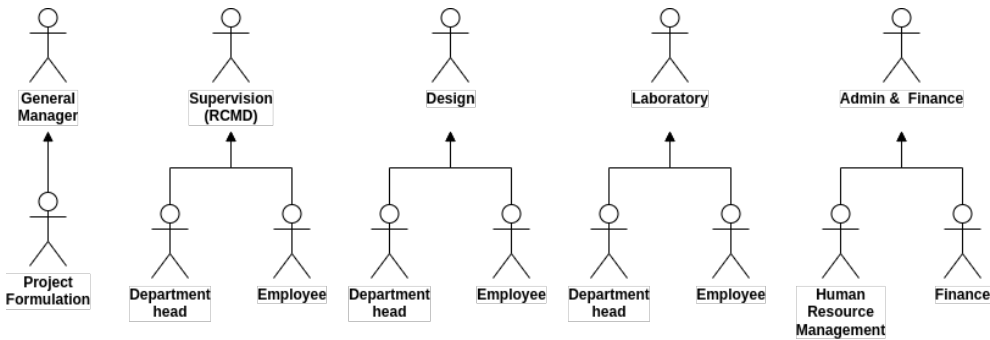 General
Manager
Supervision
(RCMD)
Design
Laboratory
Admin & Finance
Project
Formulation
Department
head
Employee
Department
head
Employee
Department
head
Employee
Human
Resource
Management
Finance